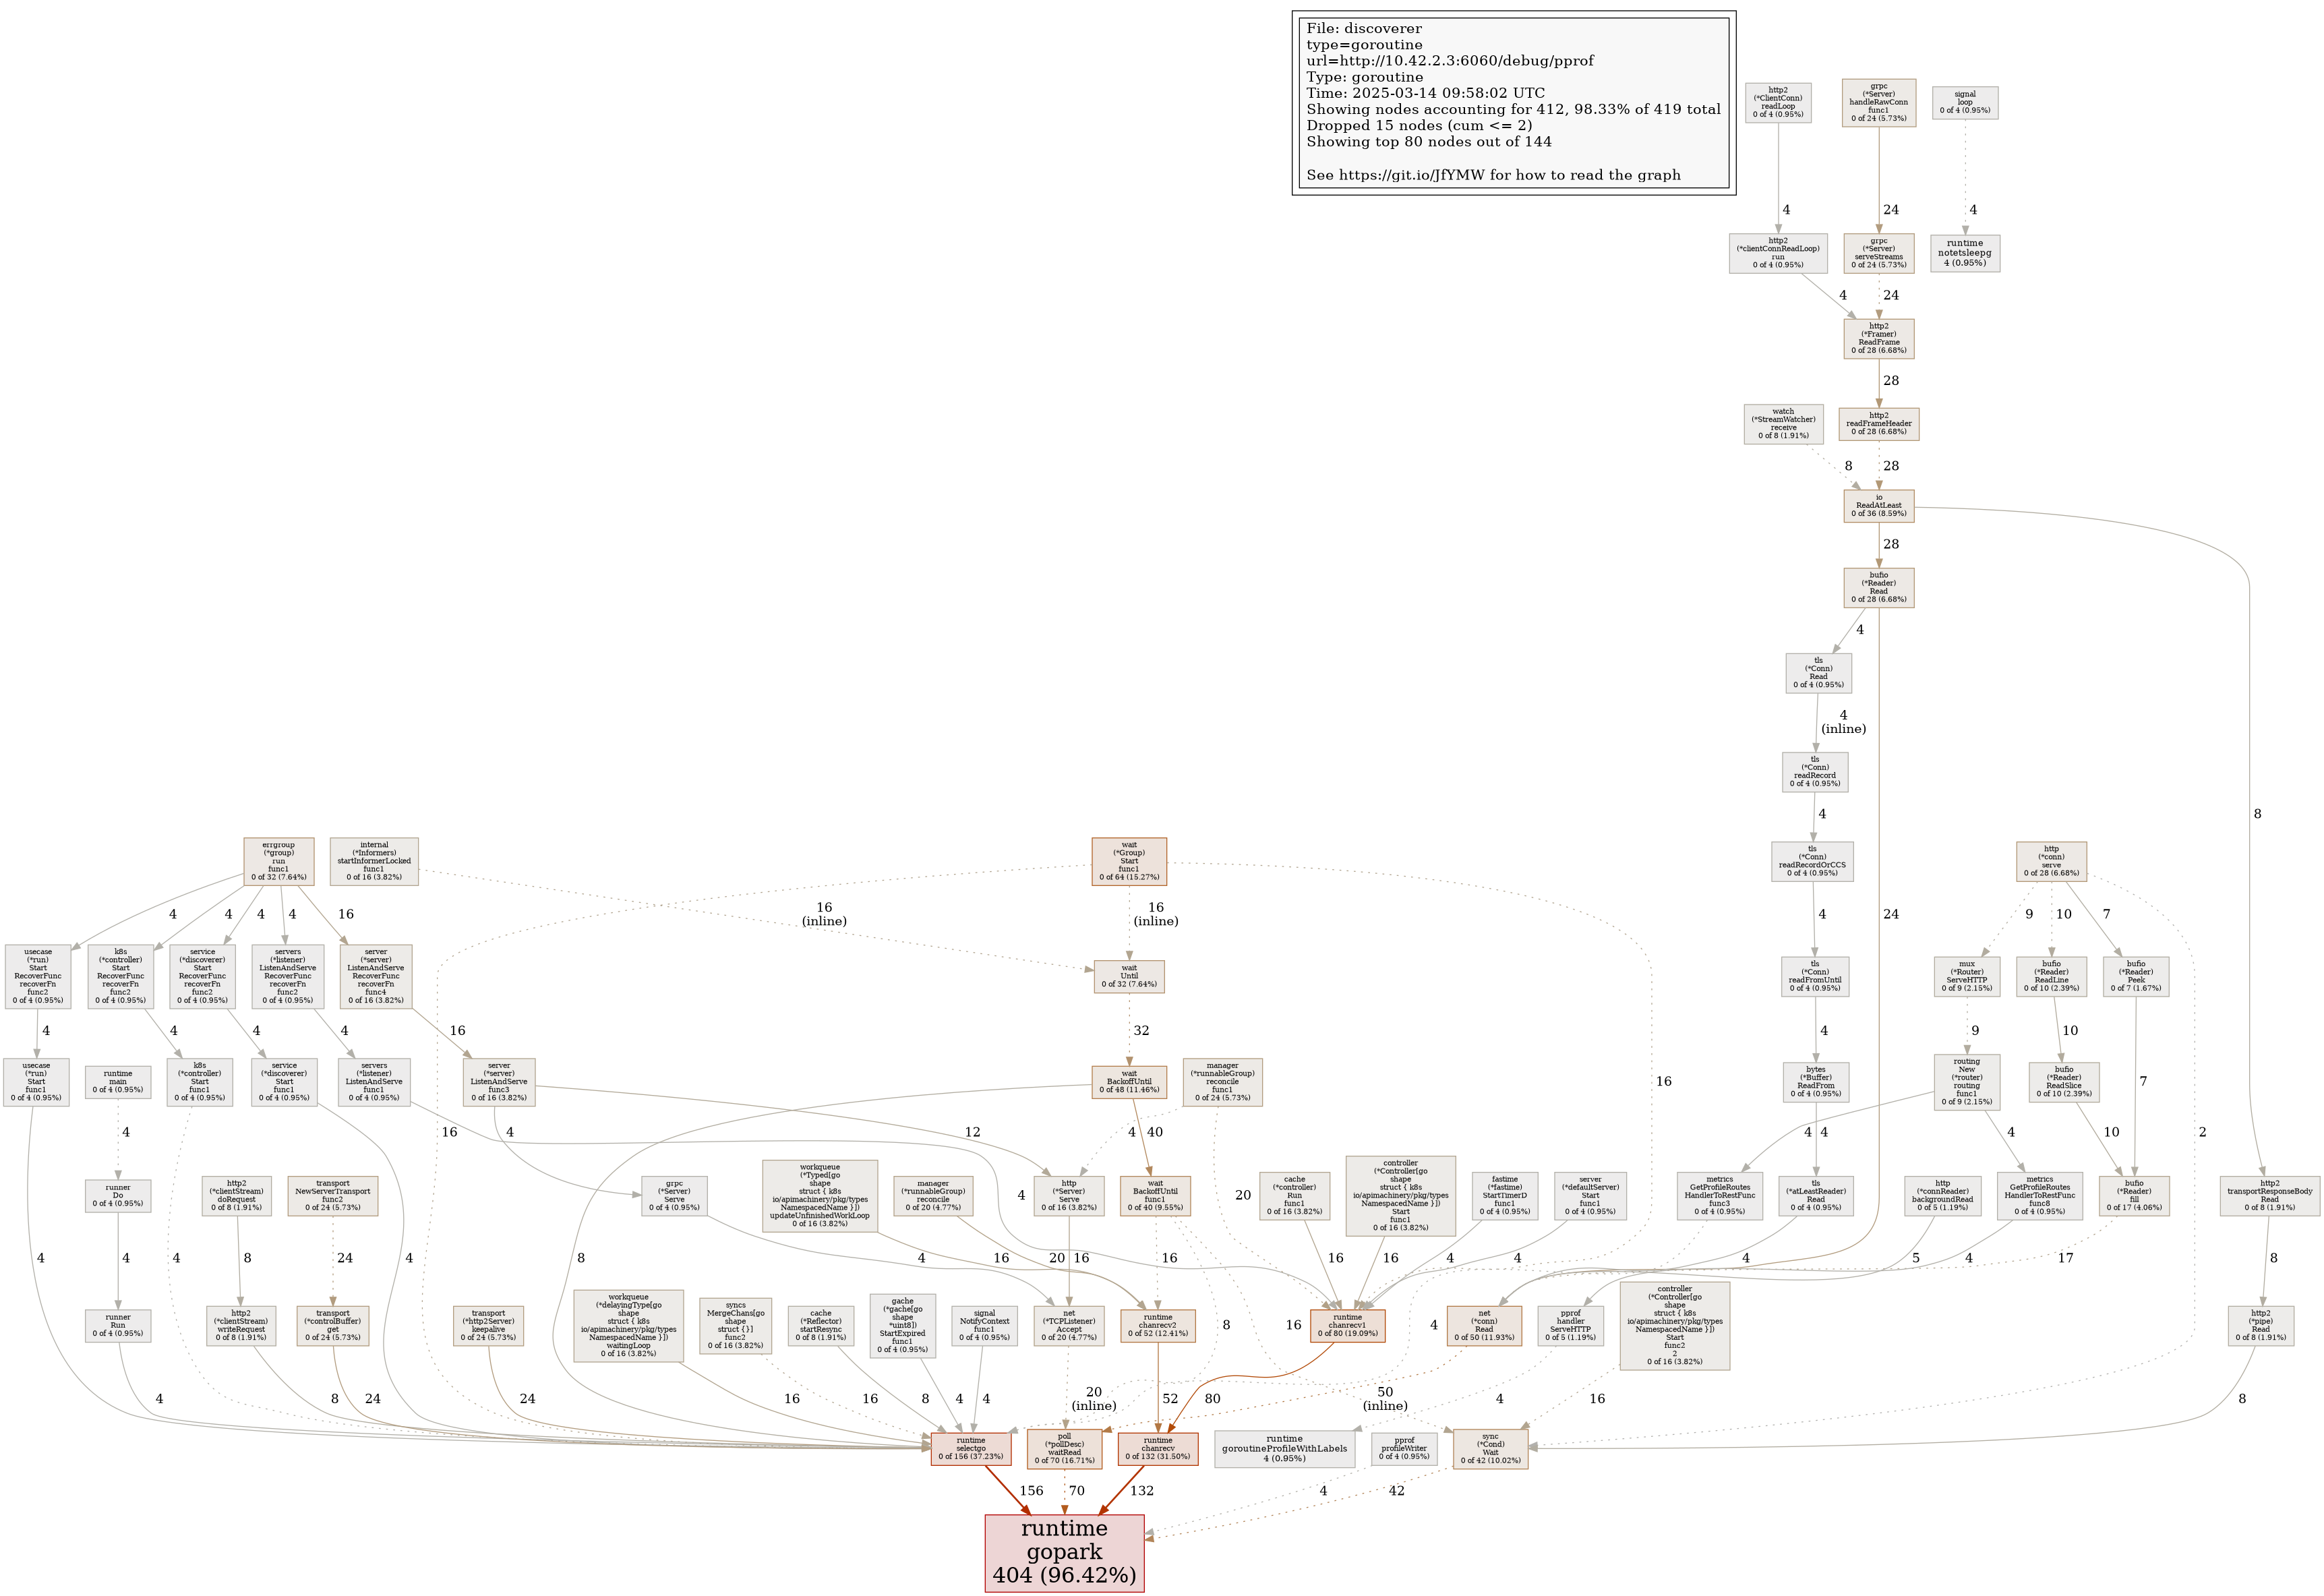 File: discoverer
type=goroutine
url=http://10.42.2.3:6060/debug/pprof
Type: goroutine
Time: 2025-03-14 09:58:02 UTC
Showing nodes accounting for 412, 98.33% of 419 total
Dropped 15 nodes (cum <= 2)
Showing top 80 nodes out of 144
See https://git.io/JfYMW for how to read the graph
http2
(*ClientConn)
readLoop
0 of 4 (0.95%)
grpc
(*Server)
handleRawConn
func1
0 of 24 (5.73%)
signal
loop
0 of 4 (0.95%)
4
24
4
http2
(*clientConnReadLoop)
run
0 of 4 (0.95%)
grpc
(*Server)
serveStreams
0 of 24 (5.73%)
runtime
notetsleepg
4 (0.95%)
4
24
http2
(*Framer)
ReadFrame
0 of 28 (6.68%)
28
watch
(*StreamWatcher)
receive
0 of 8 (1.91%)
http2
readFrameHeader
0 of 28 (6.68%)
8
28
io
ReadAtLeast
0 of 36 (8.59%)
28
8
bufio
(*Reader)
Read
0 of 28 (6.68%)
4
24
tls
(*Conn)
Read
0 of 4 (0.95%)
4
(inline)
tls
(*Conn)
readRecord
0 of 4 (0.95%)
4
tls
(*Conn)
readRecordOrCCS
0 of 4 (0.95%)
4
errgroup
(*group)
run
func1
0 of 32 (7.64%)
internal
(*Informers)
startInformerLocked
func1
0 of 16 (3.82%)
wait
(*Group)
Start
func1
0 of 64 (15.27%)
http
(*conn)
serve
0 of 28 (6.68%)
4
4
4
4
16
16
(inline)
16
(inline)
16
16
9
10
7
2
usecase
(*run)
Start
RecoverFunc
recoverFn
func2
0 of 4 (0.95%)
k8s
(*controller)
Start
RecoverFunc
recoverFn
func2
0 of 4 (0.95%)
service
(*discoverer)
Start
RecoverFunc
recoverFn
func2
0 of 4 (0.95%)
servers
(*listener)
ListenAndServe
RecoverFunc
recoverFn
func2
0 of 4 (0.95%)
server
(*server)
ListenAndServe
RecoverFunc
recoverFn
func4
0 of 16 (3.82%)
wait
Until
0 of 32 (7.64%)
tls
(*Conn)
readFromUntil
0 of 4 (0.95%)
mux
(*Router)
ServeHTTP
0 of 9 (2.15%)
bufio
(*Reader)
ReadLine
0 of 10 (2.39%)
bufio
(*Reader)
Peek
0 of 7 (1.67%)
4
4
4
4
16
32
4
9
10
7
usecase
(*run)
Start
func1
0 of 4 (0.95%)
runtime
main
0 of 4 (0.95%)
k8s
(*controller)
Start
func1
0 of 4 (0.95%)
service
(*discoverer)
Start
func1
0 of 4 (0.95%)
servers
(*listener)
ListenAndServe
func1
0 of 4 (0.95%)
server
(*server)
ListenAndServe
func3
0 of 16 (3.82%)
wait
BackoffUntil
0 of 48 (11.46%)
manager
(*runnableGroup)
reconcile
func1
0 of 24 (5.73%)
bytes
(*Buffer)
ReadFrom
0 of 4 (0.95%)
routing
New
(*router)
routing
func1
0 of 9 (2.15%)
bufio
(*Reader)
ReadSlice
0 of 10 (2.39%)
4
4
4
4
4
4
12
8
40
4
20
4
4
4
10
runner
Do
0 of 4 (0.95%)
http2
(*clientStream)
doRequest
0 of 8 (1.91%)
transport
NewServerTransport
func2
0 of 24 (5.73%)
grpc
(*Server)
Serve
0 of 4 (0.95%)
workqueue
(*Typed[go
shape
struct { k8s
io/apimachinery/pkg/types
NamespacedName }])
updateUnfinishedWorkLoop
0 of 16 (3.82%)
manager
(*runnableGroup)
reconcile
0 of 20 (4.77%)
http
(*Server)
Serve
0 of 16 (3.82%)
wait
BackoffUntil
func1
0 of 40 (9.55%)
cache
(*controller)
Run
func1
0 of 16 (3.82%)
controller
(*Controller[go
shape
struct { k8s
io/apimachinery/pkg/types
NamespacedName }])
Start
func1
0 of 16 (3.82%)
fastime
(*fastime)
StartTimerD
func1
0 of 4 (0.95%)
server
(*defaultServer)
Start
func1
0 of 4 (0.95%)
metrics
GetProfileRoutes
HandlerToRestFunc
func3
0 of 4 (0.95%)
tls
(*atLeastReader)
Read
0 of 4 (0.95%)
http
(*connReader)
backgroundRead
0 of 5 (1.19%)
metrics
GetProfileRoutes
HandlerToRestFunc
func8
0 of 4 (0.95%)
bufio
(*Reader)
fill
0 of 17 (4.06%)
http2
transportResponseBody
Read
0 of 8 (1.91%)
4
8
24
4
16
20
16
16
8
16
16
16
4
4
4
4
5
4
17
8
runner
Run
0 of 4 (0.95%)
http2
(*clientStream)
writeRequest
0 of 8 (1.91%)
transport
(*controlBuffer)
get
0 of 24 (5.73%)
transport
(*http2Server)
keepalive
0 of 24 (5.73%)
workqueue
(*delayingType[go
shape
struct { k8s
io/apimachinery/pkg/types
NamespacedName }])
waitingLoop
0 of 16 (3.82%)
syncs
MergeChans[go
shape
struct {}]
func2
0 of 16 (3.82%)
cache
(*Reflector)
startResync
0 of 8 (1.91%)
gache
(*gache[go
shape
*uint8])
StartExpired
func1
0 of 4 (0.95%)
signal
NotifyContext
func1
0 of 4 (0.95%)
net
(*TCPListener)
Accept
0 of 20 (4.77%)
runtime
chanrecv2
0 of 52 (12.41%)
runtime
chanrecv1
0 of 80 (19.09%)
net
(*conn)
Read
0 of 50 (11.93%)
pprof
handler
ServeHTTP
0 of 5 (1.19%)
controller
(*Controller[go
shape
struct { k8s
io/apimachinery/pkg/types
NamespacedName }])
Start
func2
2
0 of 16 (3.82%)
http2
(*pipe)
Read
0 of 8 (1.91%)
4
8
24
24
16
16
8
4
4
20
(inline)
52
80
50
(inline)
4
16
8
runtime
selectgo
0 of 156 (37.23%)
poll
(*pollDesc)
waitRead
0 of 70 (16.71%)
runtime
chanrecv
0 of 132 (31.50%)
runtime
goroutineProfileWithLabels
4 (0.95%)
pprof
profileWriter
0 of 4 (0.95%)
sync
(*Cond)
Wait
0 of 42 (10.02%)
156
70
132
4
42
runtime
gopark
404 (96.42%)